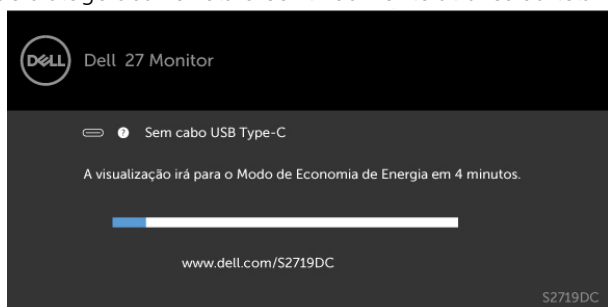 DELL Dell 27 Monitor
? Sem cabo USB Type-C
A visualização irá para o Modo de Economia de Energia em 4 minutos.
www.dell.com/S2719DC
S2719DC